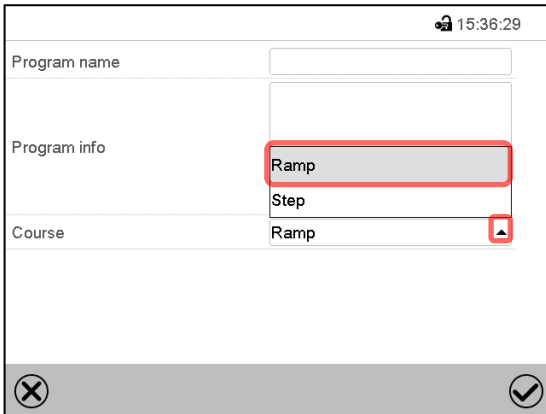 15:36:29
Program name
Program info
Ramp
Step
Course
Ramp